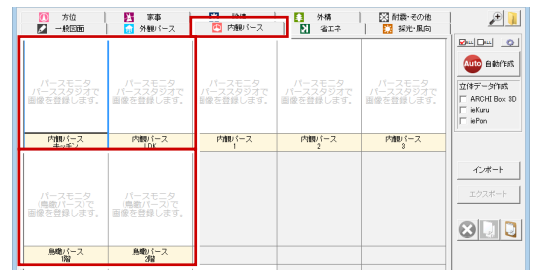 方位
家事
外構
耐震・その他
一般図面
外観パース
内観パース
省エネ
採光・風向
Auto 自動作成
立体データ作成
ARCHI Box 3D
ieKuru
iePon
インポート
エクスポート
パースモニタ
パーススタジオで
画像を登録します。
パースモニタ
パーススタジオで
画像を登録します。
パースモニタ
パーススタジオで
画像を登録します。
パースモニタ
パーススタジオで
画像を登録します。
パースモニタ
パーススタジオで
画像を登録します。
内観パース
キッチン
内観パース
LDK
内観パース
1
内観パース
2
内観パース
3
パースモニタ
(鳥瞰パース)で
画像を登録します。
パースモニタ
(鳥瞰パース)で
画像を登録します。
鳥瞰パース
1階
鳥瞰パース
2階